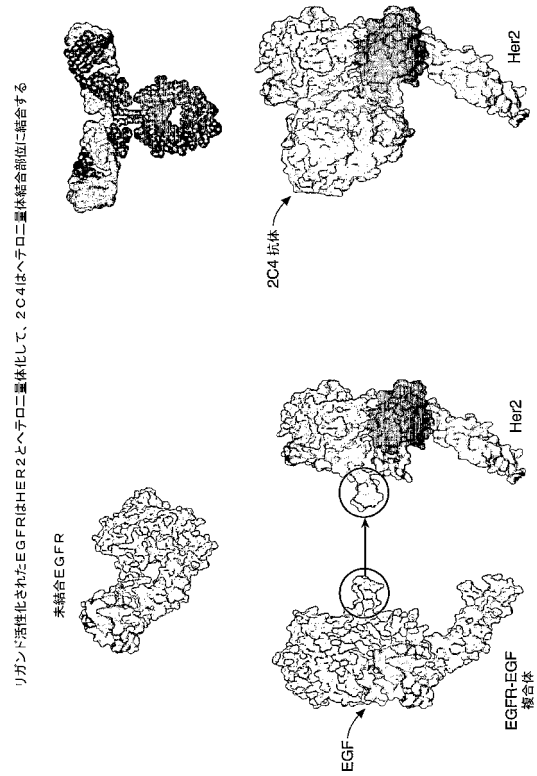 リガンド活性化されたEGFRはHER2とヘテロ二量体化して、2C4はヘテロ二量体結合部位に結合する
未結合EGFR
EGF
EGFR-EGF
複合体
Her2
2C4 抗体
Her2